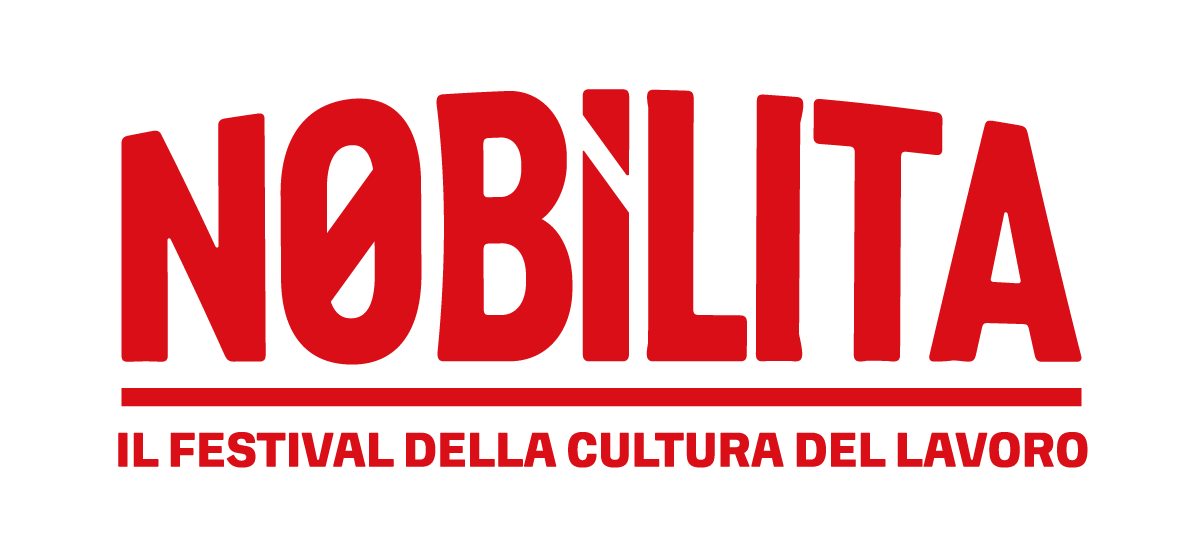 NOBILITA
IL FESTIVAL DELLA CULTURA DEL LAVORO